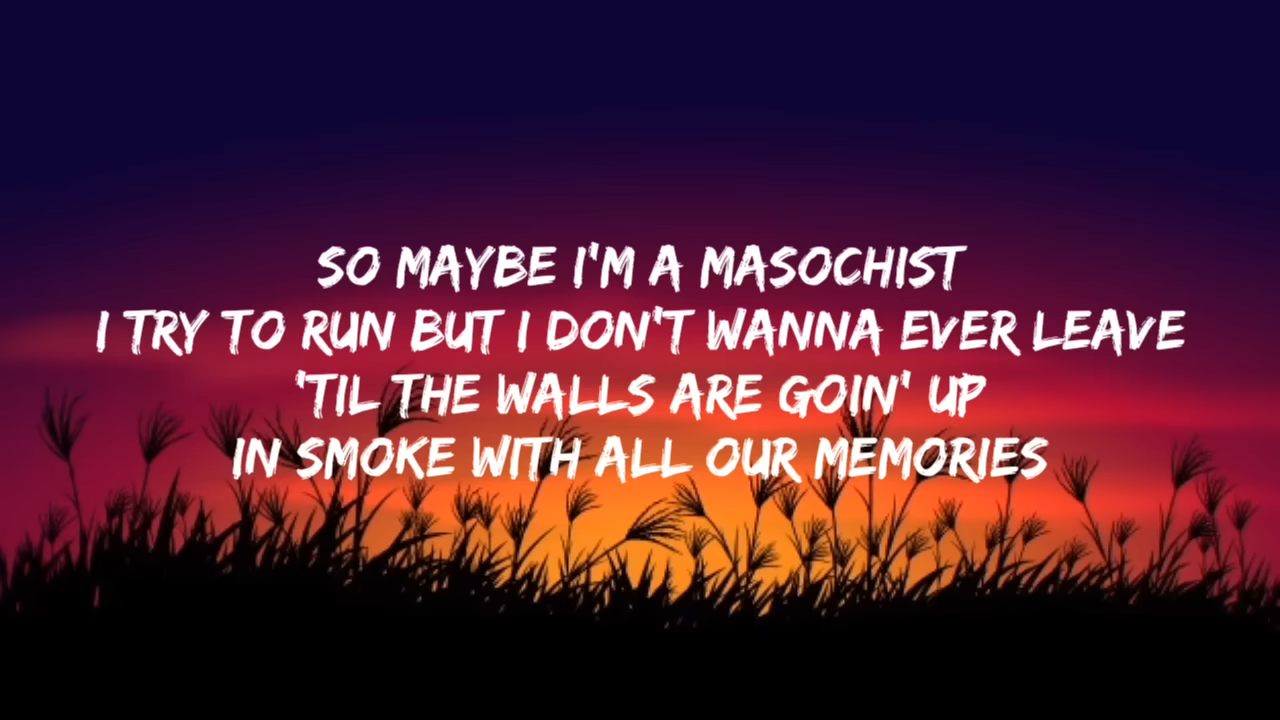 SO MAYBE I'M A MASOCHIST
I TRY TO RUN BUT I DON'T WANNA EVER LEAVE
'TIL THE WALLS ARE GOIN' UP
IN SMOKE WITH ALL OUR MEMORIES